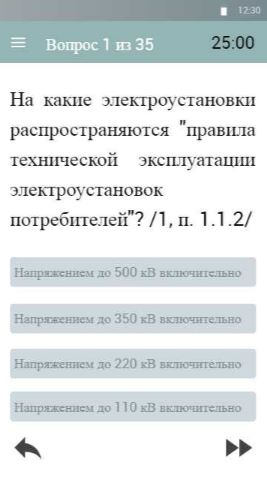 12:30
Вопрос 1 из 35
25:00
На какие электроустановки
распространяются "правила
технической эксплуатации
электроустановок
потребителей"? /1, п. 1.1.2/
Напряжением до 500 кВ включительно
Напряжением до 350 кВ включительно
Напряжением до 220 кВ включительно
Напряжением до 110 кВ включительно